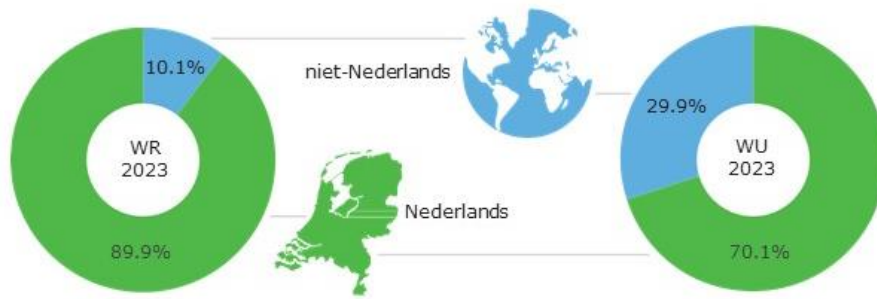 10.1%
WR
2023
89.9%
niet-Nederlands
Nederlands
29.9%
WU
2023
70.1%